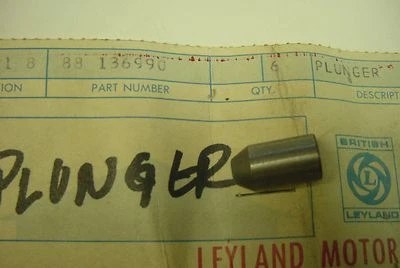 1 8 88 136990 6 PLUNGER
ION PART NUMBER QTY. DESCRIPT
PLUNGER
BRITISH
L
LEYLAND
LEYLAND MOTOR